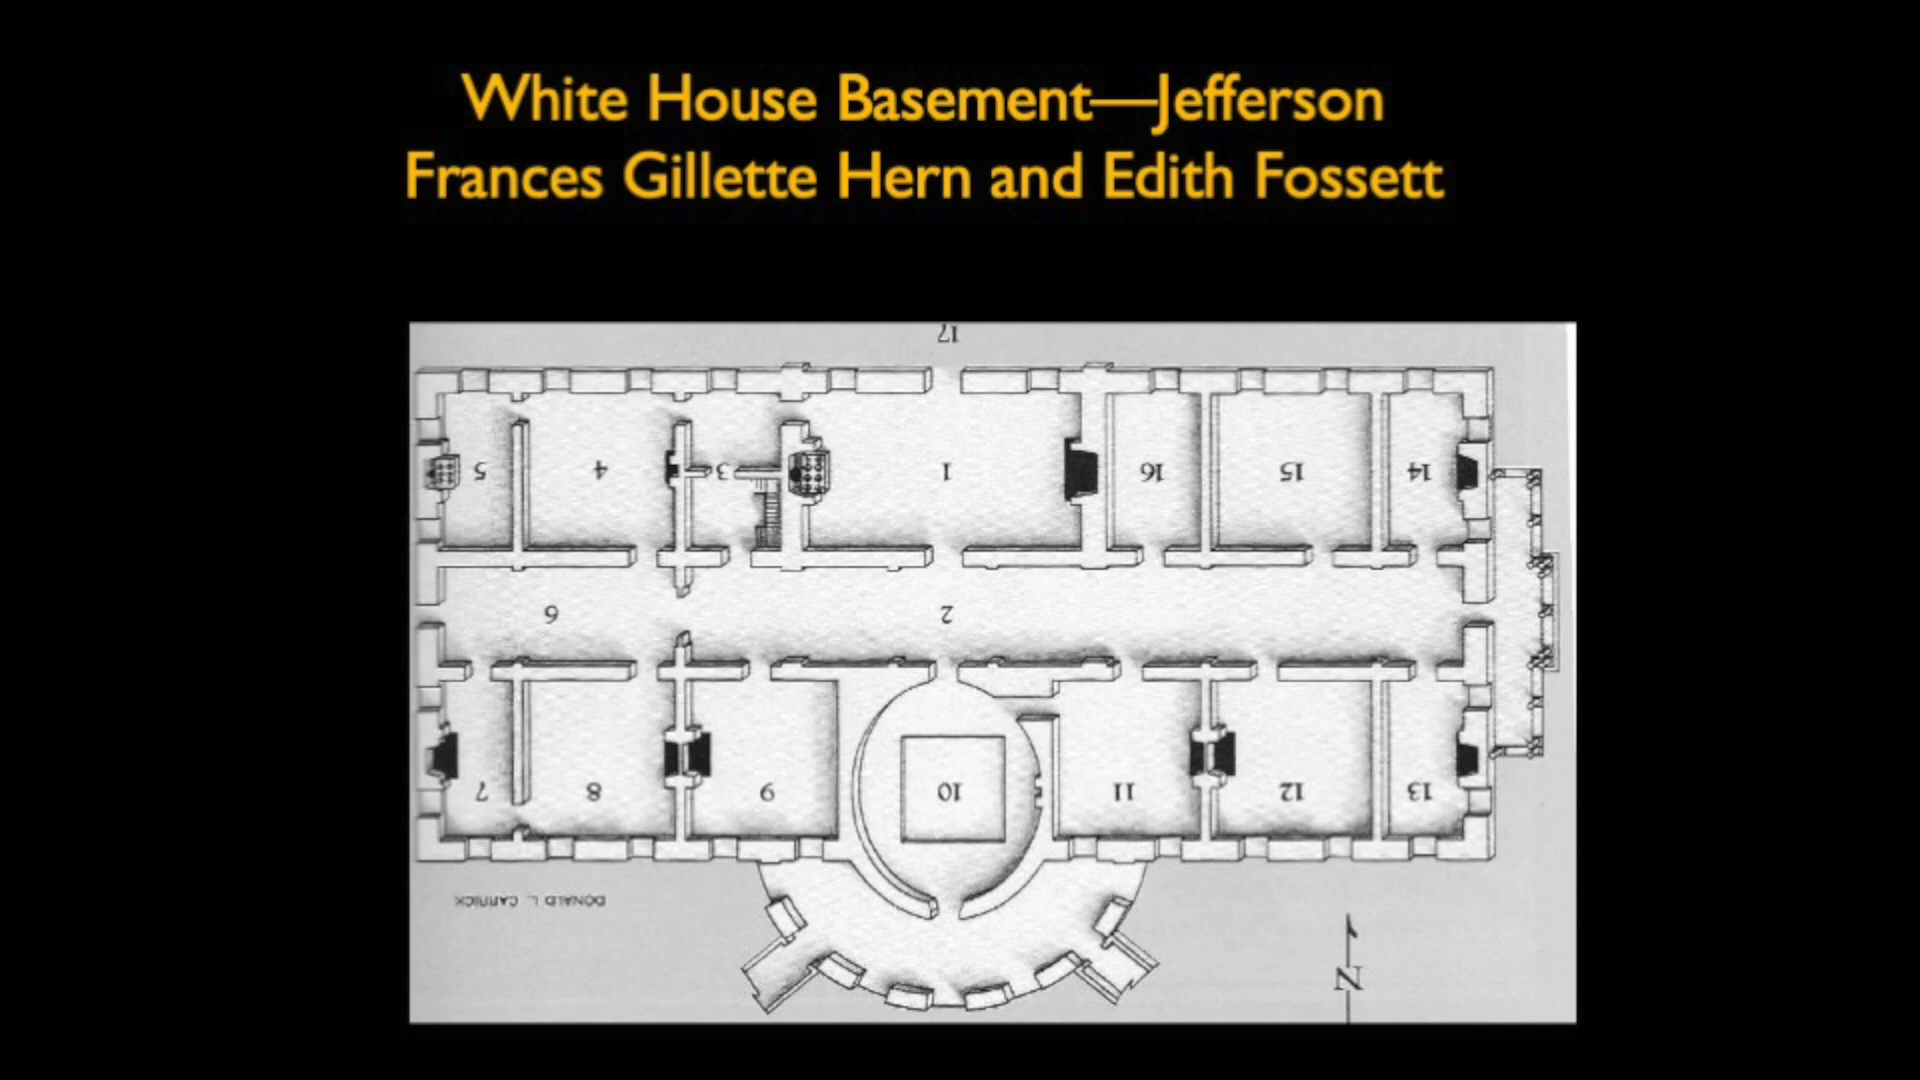 White House Basement—Jefferson
Frances Gillette Hern and Edith Fossett
17
5 4 3 1 16 15 14
6 2
7 8 9 10 11 12 13
DONALD L. CARRICK
N